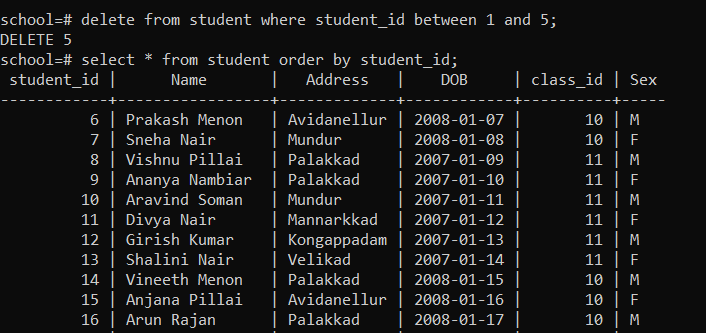 school=# delete from student where student_id between 1 and 5;
DELETE 5
school=# select * from student order by student_id;
 student_id |      Name       |   Address   |    DOB     | class_id | Sex
------------+-----------------+-------------+------------+----------+-----
          6 | Prakash Menon   | Avidanellur | 2008-01-07 |       10 | M
          7 | Sneha Nair      | Mundur      | 2008-01-08 |       10 | F
          8 | Vishnu Pillai   | Palakkad    | 2007-01-09 |       11 | M
          9 | Ananya Nambiar  | Palakkad    | 2007-01-10 |       11 | F
         10 | Aravind Soman   | Mundur      | 2007-01-11 |       11 | M
         11 | Divya Nair      | Mannarkkad  | 2007-01-12 |       11 | F
         12 | Girish Kumar    | Kongappadam | 2007-01-13 |       11 | M
         13 | Shalini Nair    | Velikad     | 2007-01-14 |       11 | F
         14 | Vineeth Menon   | Palakkad    | 2008-01-15 |       10 | M
         15 | Anjana Pillai   | Avidanellur | 2008-01-16 |       10 | F
         16 | Arun Rajan      | Palakkad    | 2008-01-17 |       10 | M